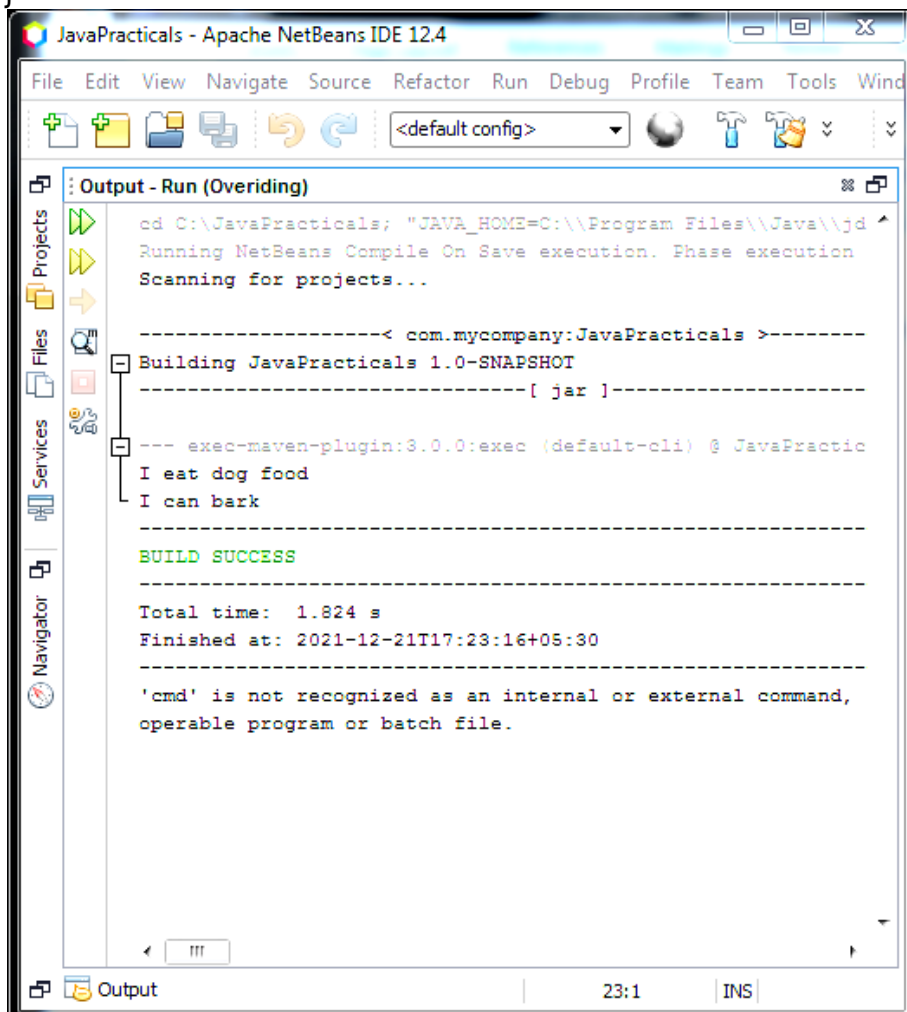 JavaPracticals - Apache NetBeans IDE 12.4
File Edit View Navigate Source Refactor Run Debug Profile Team Tools Wind
<default config>
Output - Run (Overiding)
Projects
Files
Services
Navigator
cd C:\JavaPracticals; "JAVA_HOME=C:\\Program Files\\Java\\jd
Running NetBeans Compile On Save execution. Phase execution
Scanning for projects...
--------------------< com.mycompany:JavaPracticals >--------
Building JavaPracticals 1.0-SNAPSHOT
--------------------------------[ jar ]---------------------
--- exec-maven-plugin:3.0.0:exec (default-cli) @ JavaPractic
I eat dog food
I can bark
------------------------------------------------------------
BUILD SUCCESS
------------------------------------------------------------
Total time:  1.824 s
Finished at: 2021-12-21T17:23:16+05:30
------------------------------------------------------------
'cmd' is not recognized as an internal or external command,
operable program or batch file.
Output
23:1 INS